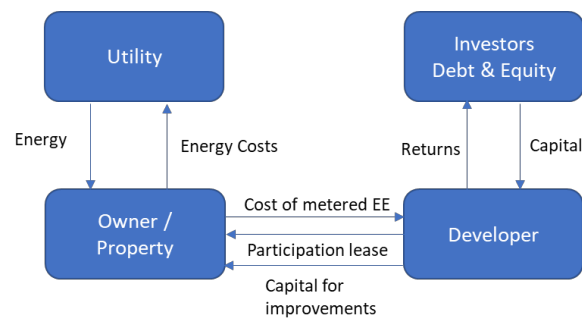 Utility
Investors
Debt & Equity
Energy
Energy Costs
Returns
Capital
Owner /
Property
Cost of metered EE
Participation lease
Capital for
improvements
Developer